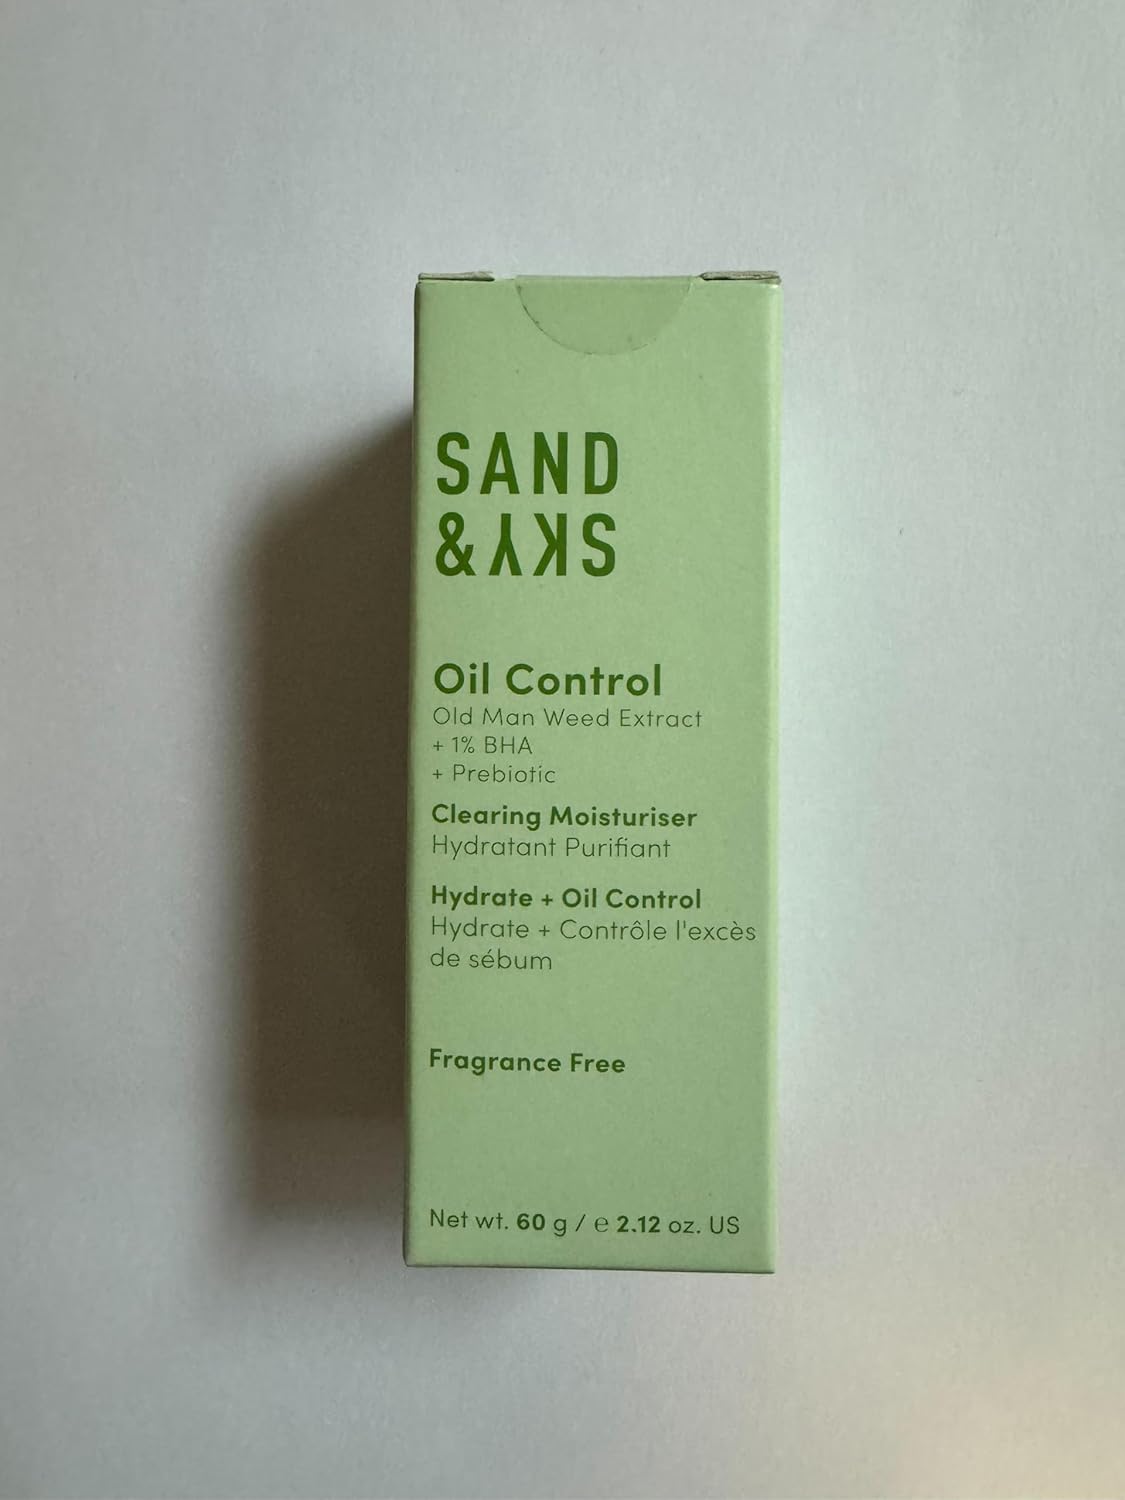 SAND
& SKY
Oil Control
Old Man Weed Extract
+ 1% BHA
+ Prebiotic
Clearing Moisturiser
Hydratant Purifiant
Hydrate + Oil Control
Hydrate + Contrôle l'excès
de sébum
Fragrance Free
Net wt. 60 g / e 2.12 oz. US